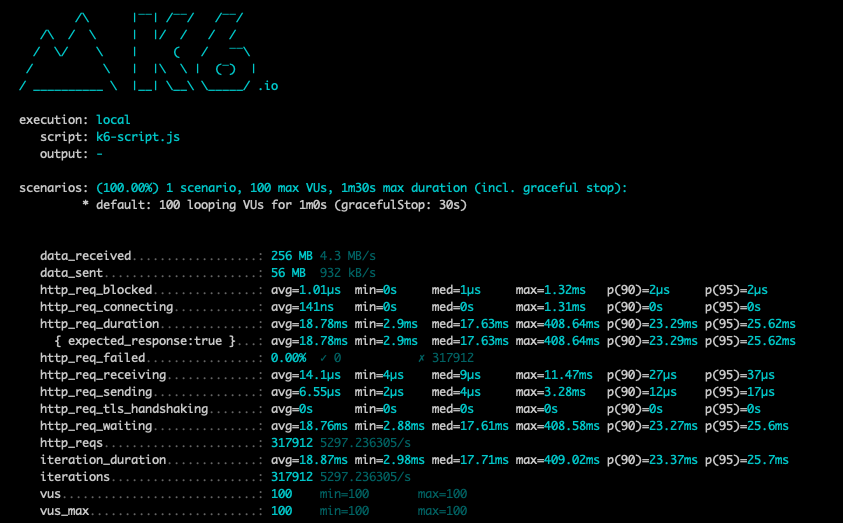 /\      |‾‾| /‾‾/   /‾‾/
     /\  /  \     |  |/  /   /  /
    /  \/    \    |     (   /   ‾‾\
   /          \   |  |\  \ |  (‾)  |
  / __________ \  |__| \__\ \_____/ .io
execution: local
script: k6-script.js
output: -
scenarios: (100.00%) 1 scenario, 100 max VUs, 1m30s max duration (incl. graceful stop):
* default: 100 looping VUs for 1m0s (gracefulStop: 30s)
data_received..................: 256 MB 4.3 MB/s
data_sent......................: 56 MB 932 kB/s
http_req_blocked...............: avg=1.01µs min=0s med=1µs max=1.32ms p(90)=2µs p(95)=2µs
http_req_connecting............: avg=141ns min=0s med=0s max=1.31ms p(90)=0s p(95)=0s
http_req_duration..............: avg=18.78ms min=2.9ms med=17.63ms max=408.64ms p(90)=23.29ms p(95)=25.62ms
{ expected_response:true }...: avg=18.78ms min=2.9ms med=17.63ms max=408.64ms p(90)=23.29ms p(95)=25.62ms
http_req_failed................: 0.00% ✓ 0 ✗ 317912
http_req_receiving.............: avg=14.1µs min=4µs med=9µs max=11.47ms p(90)=27µs p(95)=37µs
http_req_sending...............: avg=6.55µs min=2µs med=4µs max=3.28ms p(90)=12µs p(95)=17µs
http_req_tls_handshaking.......: avg=0s min=0s med=0s max=0s p(90)=0s p(95)=0s
http_req_waiting...............: avg=18.76ms min=2.88ms med=17.61ms max=408.58ms p(90)=23.27ms p(95)=25.6ms
http_reqs......................: 317912 5297.236305/s
iteration_duration.............: avg=18.87ms min=2.98ms med=17.71ms max=409.02ms p(90)=23.37ms p(95)=25.7ms
iterations.....................: 317912 5297.236305/s
vus............................: 100 min=100 max=100
vus_max........................: 100 min=100 max=100